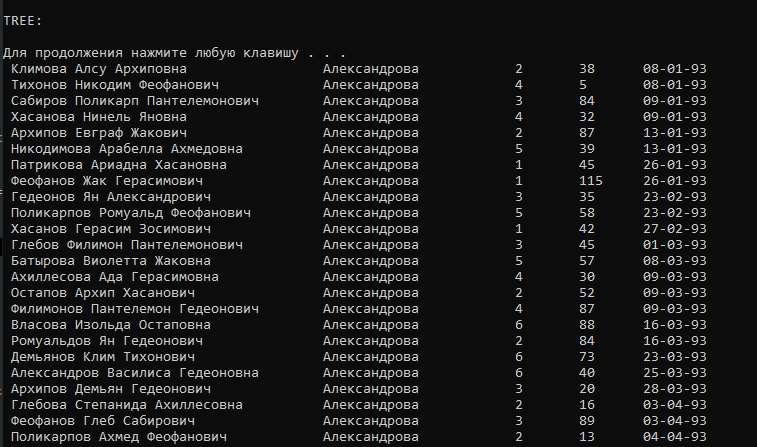 TREE:
Для продолжения нажмите любую клавишу . . .
Климова Алсу Архиповна Александрова 2 38 08-01-93
Тихонов Никодим Феофанович Александрова 4 5 08-01-93
Сабиров Поликарп Пантелемонович Александрова 3 84 09-01-93
Хасанова Нинель Яновна Александрова 4 32 09-01-93
Архипов Евграф Жакович Александрова 2 87 13-01-93
Никодимова Арабелла Ахмедовна Александрова 5 39 13-01-93
Патрикова Ариадна Хасановна Александрова 1 45 26-01-93
Феофанов Жак Герасимович Александрова 1 115 26-01-93
Гедеонов Ян Александрович Александрова 3 35 23-02-93
Поликарпов Ромуальд Феофанович Александрова 5 58 23-02-93
Хасанов Герасим Зосимович Александрова 1 42 27-02-93
Глебов Филимон Пантелемонович Александрова 3 45 01-03-93
Батырова Виолетта Жаковна Александрова 5 57 08-03-93
Ахиллесова Ада Герасимовна Александрова 4 30 09-03-93
Остапов Архип Хасанович Александрова 2 52 09-03-93
Филимонов Пантелемон Гедеонович Александрова 4 87 09-03-93
Власова Изольда Остаповна Александрова 6 88 16-03-93
Ромуальдов Ян Гедеонович Александрова 2 84 16-03-93
Демьянов Клим Тихонович Александрова 6 73 23-03-93
Александров Василиса Гедеоновна Александрова 6 40 25-03-93
Архипов Демьян Гедеонович Александрова 3 20 28-03-93
Глебова Степанида Ахиллесовна Александрова 2 16 03-04-93
Феофанов Глеб Сабирович Александрова 3 89 03-04-93
Поликарпов Ахмед Феофанович Александрова 2 13 04-04-93